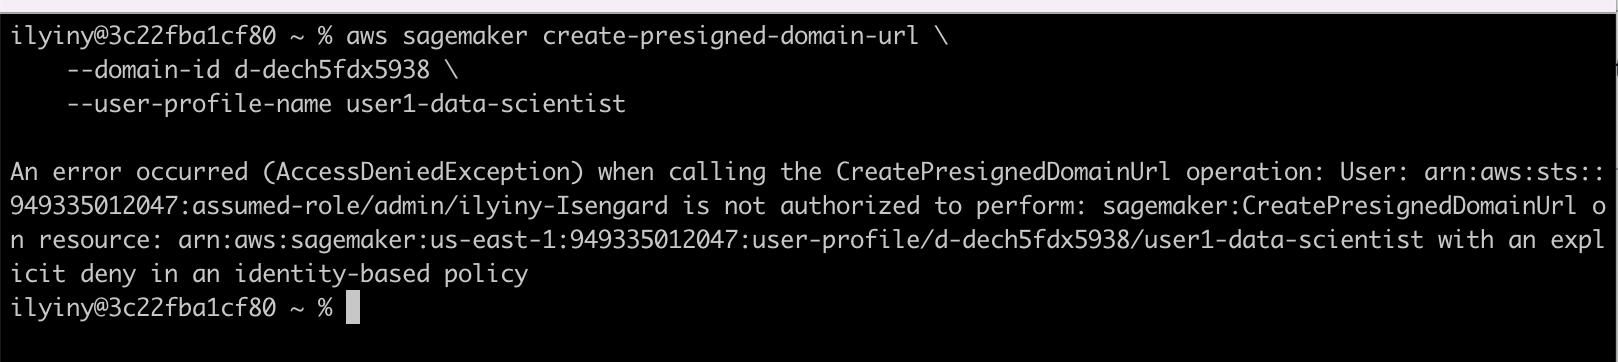 ilyiny@3c22fba1cf80 ~ % aws sagemaker create-presigned-domain-url \
    --domain-id d-dech5fdx5938 \
    --user-profile-name user1-data-scientist

An error occurred (AccessDeniedException) when calling the CreatePresignedDomainUrl operation: User: arn:aws:sts::
949335012047:assumed-role/admin/ilyiny-Isengard is not authorized to perform: sagemaker:CreatePresignedDomainUrl o
n resource: arn:aws:sagemaker:us-east-1:949335012047:user-profile/d-dech5fdx5938/user1-data-scientist with an expl
icit deny in an identity-based policy
ilyiny@3c22fba1cf80 ~ %